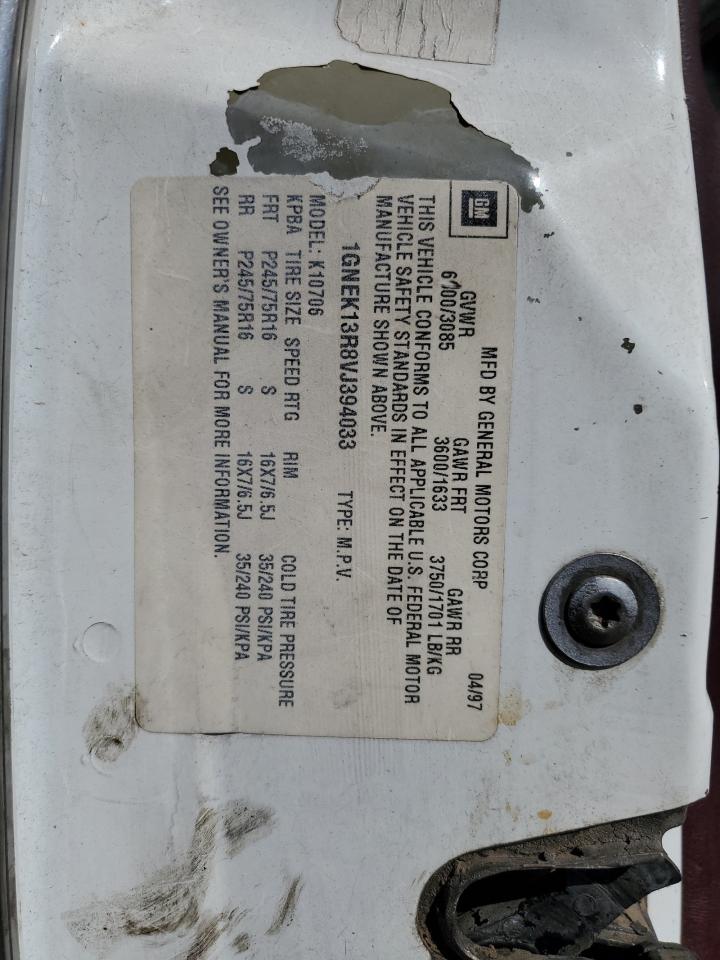 GM
MFD BY GENERAL MOTORS CORP 04/97
GVWR GAWR FRT GAWR RR
6100/3085 3600/1633 3750/1701 LB/KG
THIS VEHICLE CONFORMS TO ALL APPLICABLE U.S. FEDERAL MOTOR
VEHICLE SAFETY STANDARDS IN EFFECT ON THE DATE OF
MANUFACTURE SHOWN ABOVE.
1GNEK13R8VJ394033 TYPE: M.P.V.
MODEL: K10706
KPBA TIRE SIZE SPEED RTG RIM COLD TIRE PRESSURE
FRT P245/75R16 S 16X7/6.5J 35/240 PSI/KPA
RR P245/75R16 S 16X7/6.5J 35/240 PSI/KPA
SEE OWNER'S MANUAL FOR MORE INFORMATION.